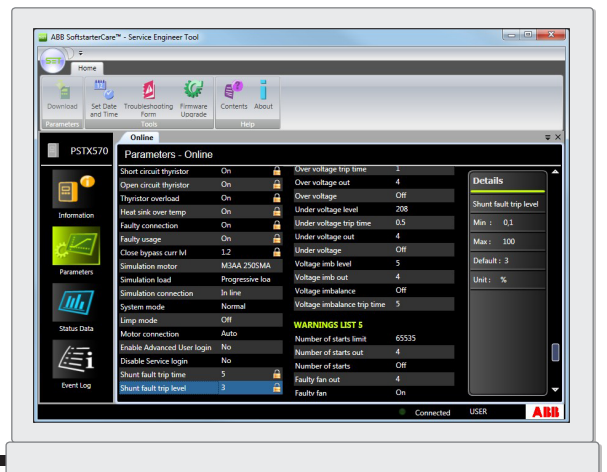 ABB SoftstarterCare™ - Service Engineer Tool
Home
Download
Set Date and Time
Troubleshooting Form
Firmware Upgrade
Contents
About
Parameters
Tools
Help
Online
PSTX570
Parameters - Online
Information
Parameters
Status Data
Event Log
Short circuit thyristor On
Open circuit thyristor On
Thyristor overload On
Heat sink over temp On
Faulty connection On
Faulty usage On
Close bypass curr lvl 1.2
Simulation motor M3AA 250SMA
Simulation load Progressive loa
Simulation connection In line
System mode Normal
Limp mode Off
Motor connection Auto
Enable Advanced User login No
Disable Service login No
Shunt fault trip time 5
Shunt fault trip level 3
Over voltage trip time 1
Over voltage out 4
Over voltage Off
Under voltage level 208
Under voltage trip time 0.5
Under voltage out 4
Under voltage Off
Voltage imb level 5
Voltage imb out 4
Voltage imbalance Off
Voltage imbalance trip time 5
WARNINGS LIST 5
Number of starts limit 65535
Number of starts out 4
Number of starts Off
Faulty fan out 4
Faulty fan On
Details
Shunt fault trip level
Min : 0,1
Max : 100
Default : 3
Unit : %
Connected
USER
ABB